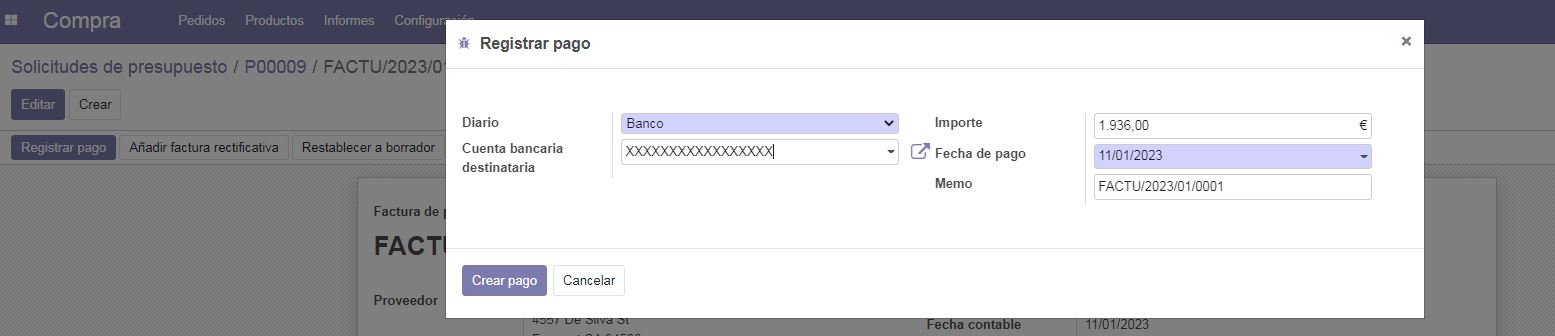 Compra
Pedidos Productos Informes Configuración
Registrar pago
×
Solicitudes de presupuesto / P00009 / FACTU/2023/01
Editar Crear
Diario Banco Importe 1.936,00 €
Cuenta bancaria destinataria XXXXXXXXXXXXXXXXX Fecha de pago 11/01/2023
Memo FACTU/2023/01/0001
Registrar pago Añadir factura rectificativa Restablecer a borrador
Factura de
FACTU
Crear pago Cancelar
Proveedor
4557 De Silva St
Fecha contable 11/01/2023